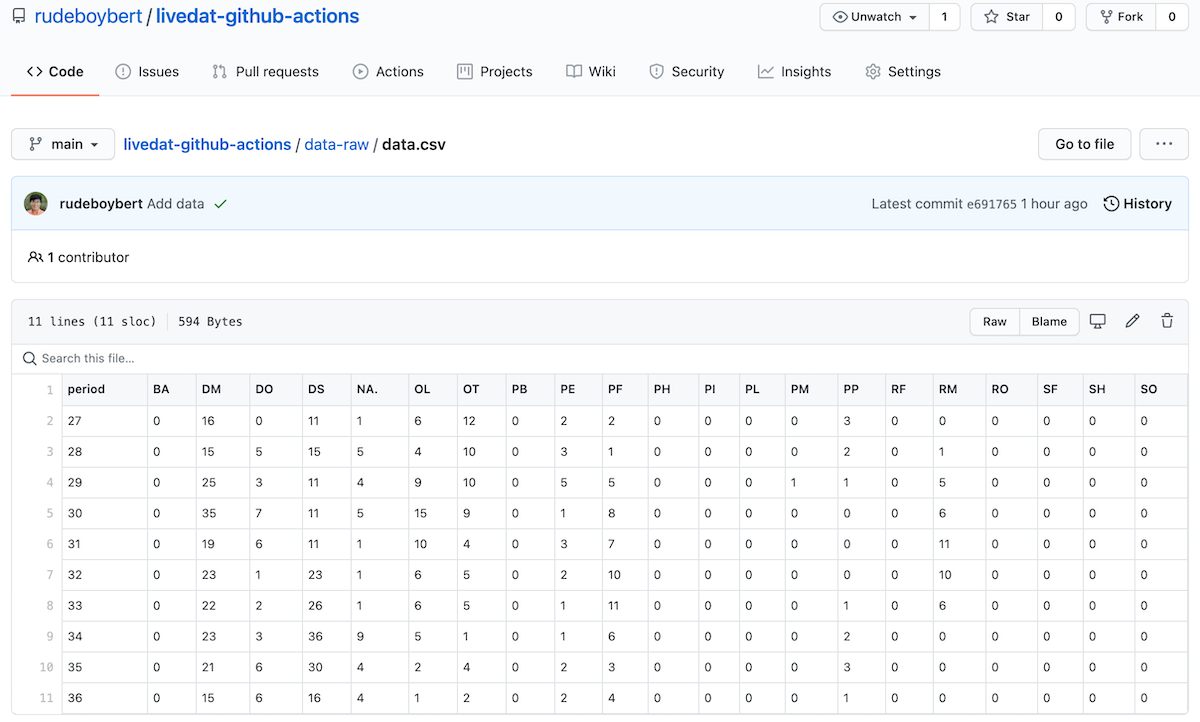 rudeboybert / livedat-github-actions Unwatch 1 Star 0 Fork 0
Code Issues Pull requests Actions Projects Wiki Security Insights Settings
main livedat-github-actions / data-raw / data.csv Go to file ...
rudeboybert Add data Latest commit e691765 1 hour ago History
1 contributor
11 lines (11 sloc) 594 Bytes Raw Blame
Search this file...
1 period BA DM DO DS NA. OL OT PB PE PF PH PI PL PM PP RF RM RO SF SH SO
2 27 0 16 0 11 1 6 12 0 2 2 0 0 0 0 3 0 0 0 0 0 0
3 28 0 15 5 15 5 4 10 0 3 1 0 0 0 0 2 0 1 0 0 0 0
4 29 0 25 3 11 4 9 10 0 5 5 0 0 0 1 1 0 5 0 0 0 0
5 30 0 35 7 11 5 15 9 0 1 8 0 0 0 0 0 0 6 0 0 0 0
6 31 0 19 6 11 1 10 4 0 3 7 0 0 0 0 0 0 11 0 0 0 0
7 32 0 23 1 23 1 6 5 0 2 10 0 0 0 0 0 0 10 0 0 0 0
8 33 0 22 2 26 1 6 5 0 1 11 0 0 0 0 1 0 6 0 0 0 0
9 34 0 23 3 36 9 5 1 0 1 6 0 0 0 0 2 0 0 0 0 0 0
10 35 0 21 6 30 4 2 4 0 2 3 0 0 0 0 3 0 0 0 0 0 0
11 36 0 15 6 16 4 1 2 0 2 4 0 0 0 0 1 0 0 0 0 0 0